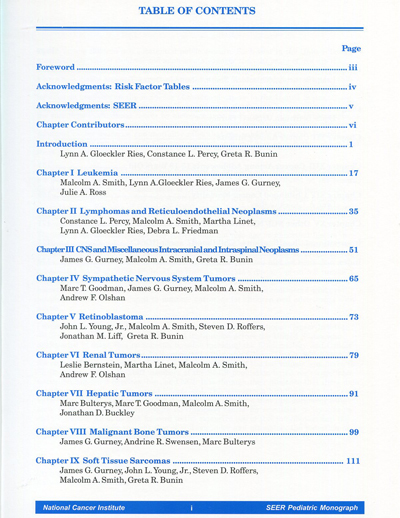 TABLE OF CONTENTS
Page
Foreword ........................................ iii
Acknowledgments: Risk Factor Tables ........................................ iv
Acknowledgments: SEER ........................................ v
Chapter Contributors ........................................ vi
Introduction ........................................ 1
Lynn A. Gloeckler Ries, Constance L. Percy, Greta R. Bunin
Chapter I Leukemia ........................................ 17
Malcolm A. Smith, Lynn A.Gloeckler Ries, James G. Gurney,
Julie A. Ross
Chapter II Lymphomas and Reticuloendothelial Neoplasms ........................................ 35
Constance L. Percy, Malcolm A. Smith, Martha Linet,
Lynn A. Gloeckler Ries, Debra L. Friedman
Chapter III CNS and Miscellaneous Intracranial and Intraspinal Neoplasms ........................................ 51
James G. Gurney, Malcolm A. Smith, Greta R. Bunin
Chapter IV Sympathetic Nervous System Tumors ........................................ 65
Marc T. Goodman, James G. Gurney, Malcolm A. Smith,
Andrew F. Olshan
Chapter V Retinoblastoma ........................................ 73
John L. Young, Jr., Malcolm A. Smith, Steven D. Roffers,
Jonathan M. Liff, Greta R. Bunin
Chapter VI Renal Tumors ........................................ 79
Leslie Bernstein, Martha Linet, Malcolm A. Smith,
Andrew F. Olshan
Chapter VII Hepatic Tumors ........................................ 91
Marc Bulterys, Marc T. Goodman, Malcolm A. Smith,
Jonathan D. Buckley
Chapter VIII Malignant Bone Tumors ........................................ 99
James G. Gurney, Andrine R. Swensen, Marc Bulterys
Chapter IX Soft Tissue Sarcomas ........................................ 111
James G. Gurney, John L. Young, Jr., Steven D. Roffers,
Malcolm A. Smith, Greta R. Bunin
National Cancer Institute i SEER Pediatric Monograph